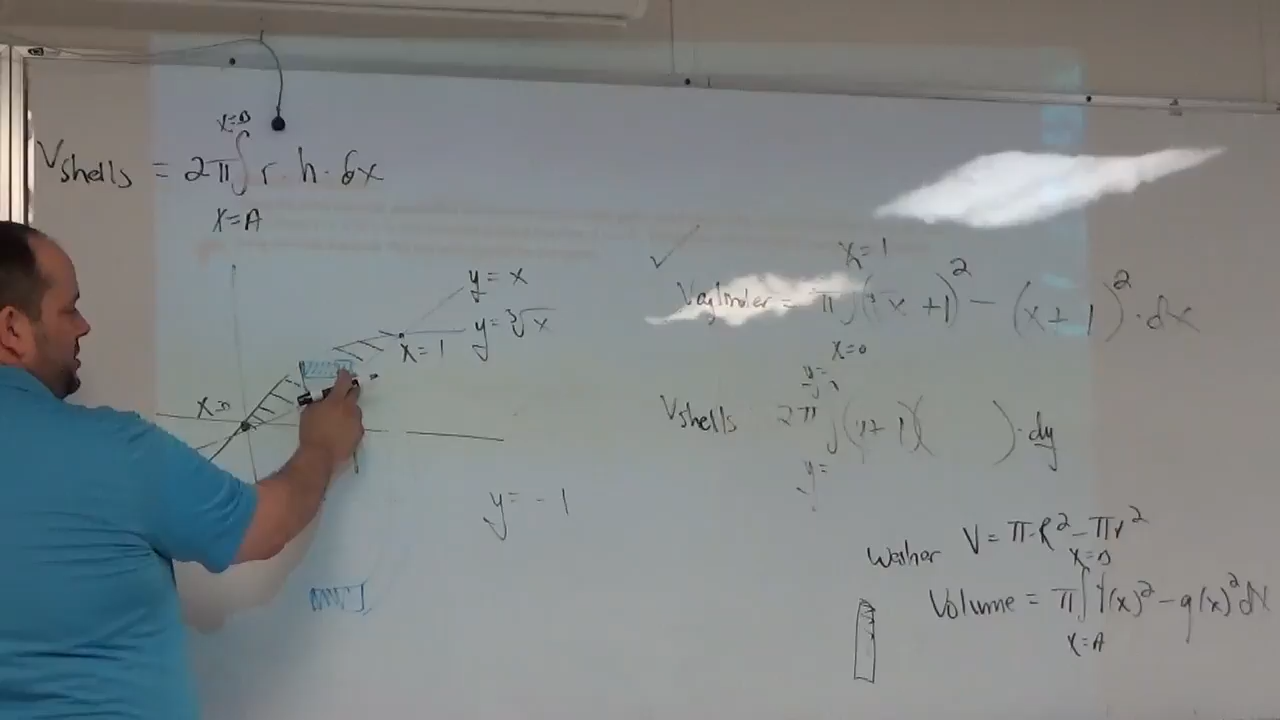 x=B
Vshells = 2π∫ r · h · dx
x=A
y = x
y = ∛x
x=1
x=0
y = -1
x=1
Vcylinder = π∫(∛x +1)² - (x+1)² · dx
x=0
y=
Vshells 2π∫(y+1)( ) · dy
y=
Washer V = π·R² - πr²
x=B
Volume = π∫f(x)² - g(x)² dx
x=A